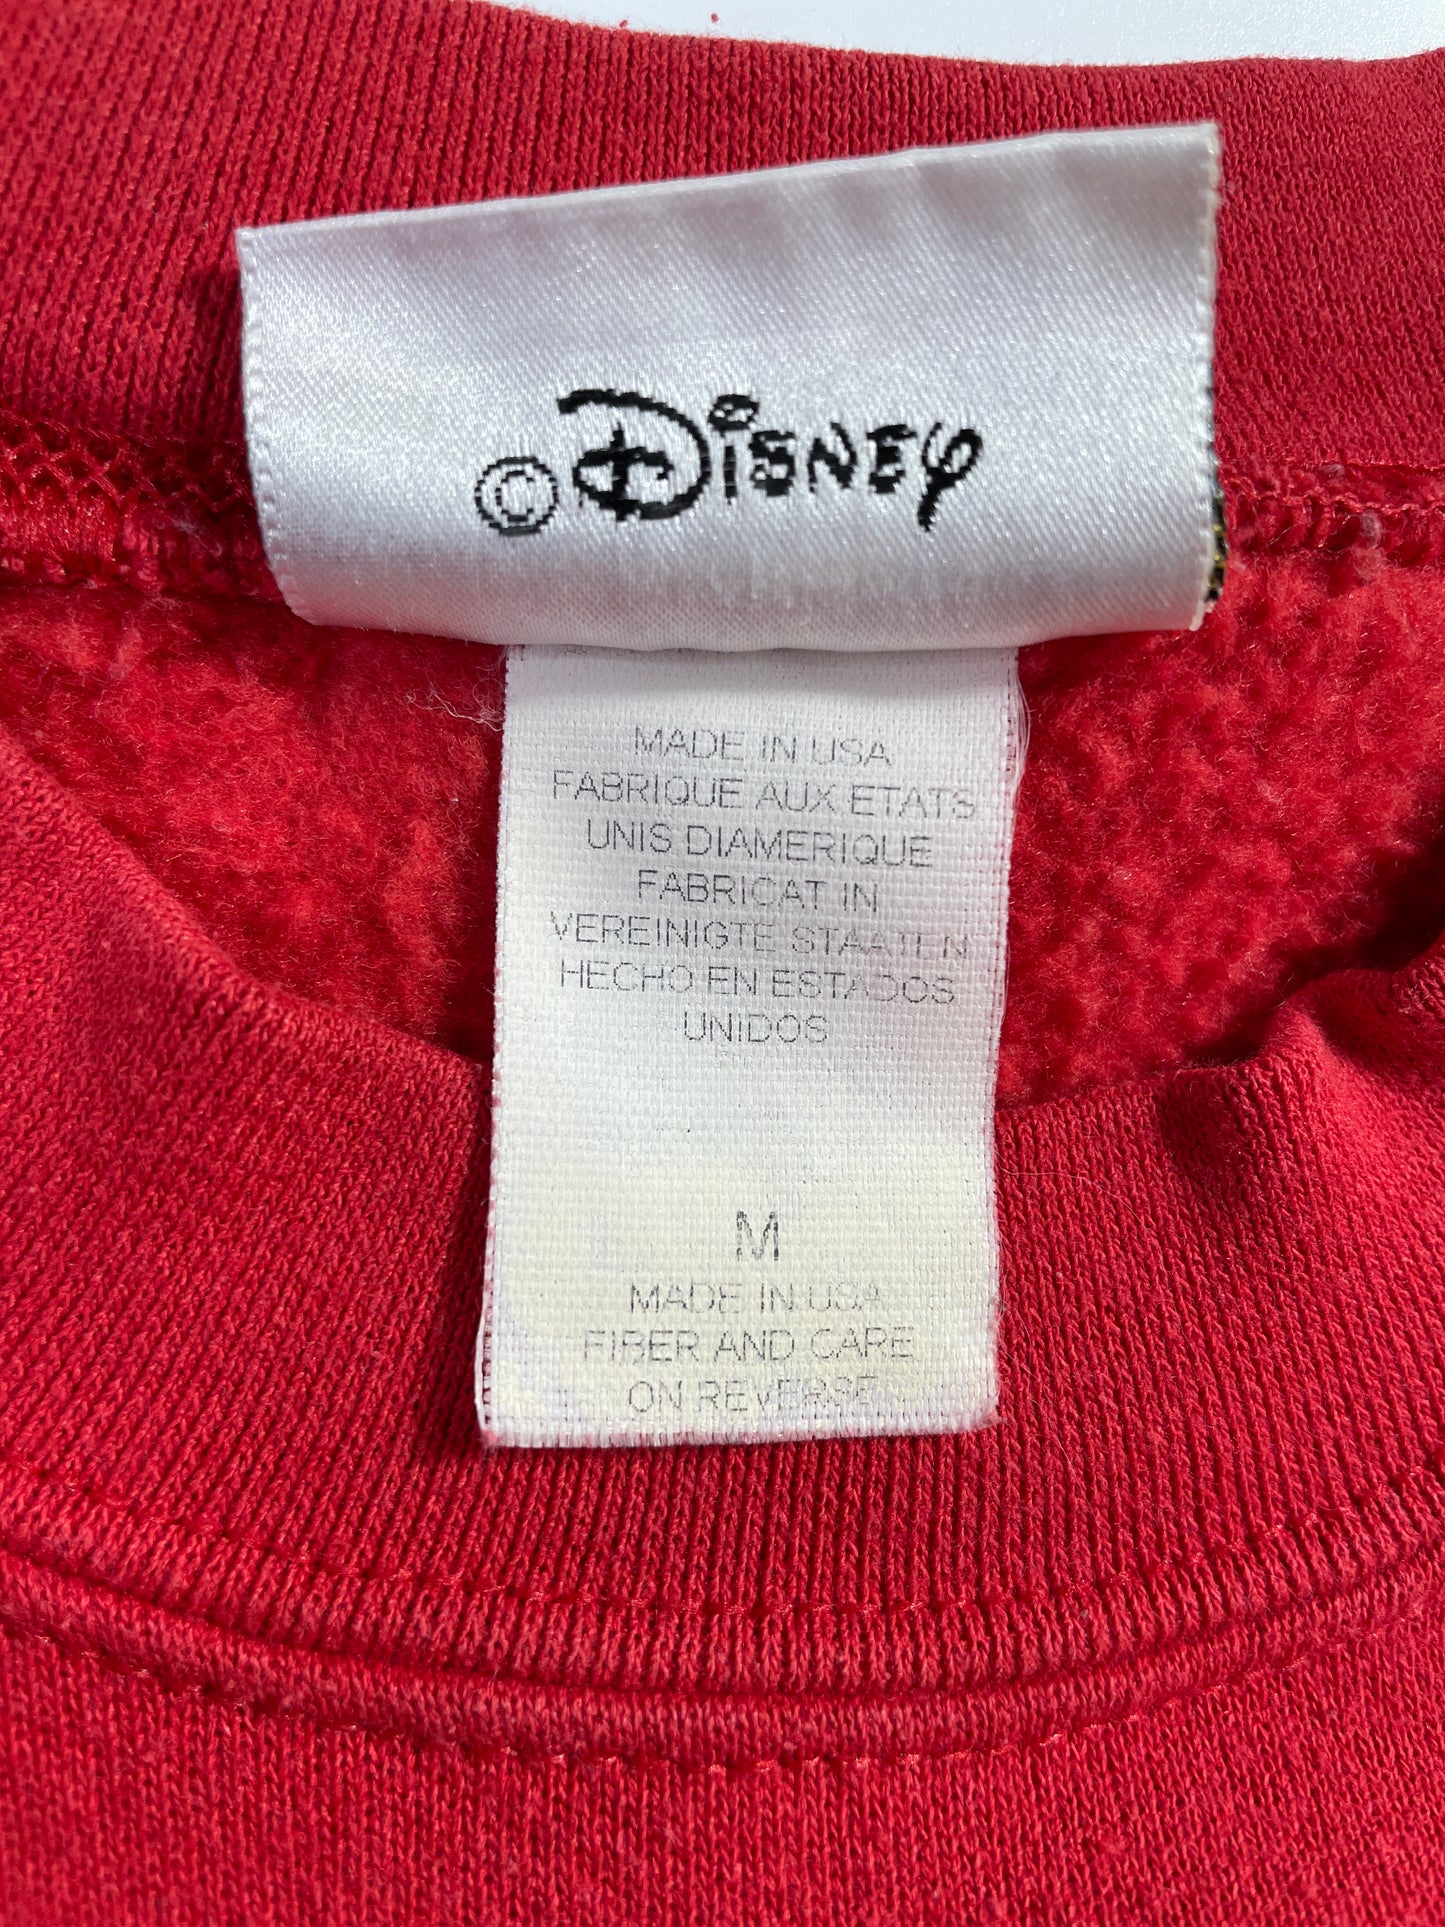 © Disney
MADE IN USA
FABRIQUE AUX ETATS
UNIS DIAMERIQUE
FABRICAT IN
VEREINIGTE STAATEN
HECHO EN ESTADOS
UNIDOS
M
MADE IN USA
FIBER AND CARE
ON REVERSE